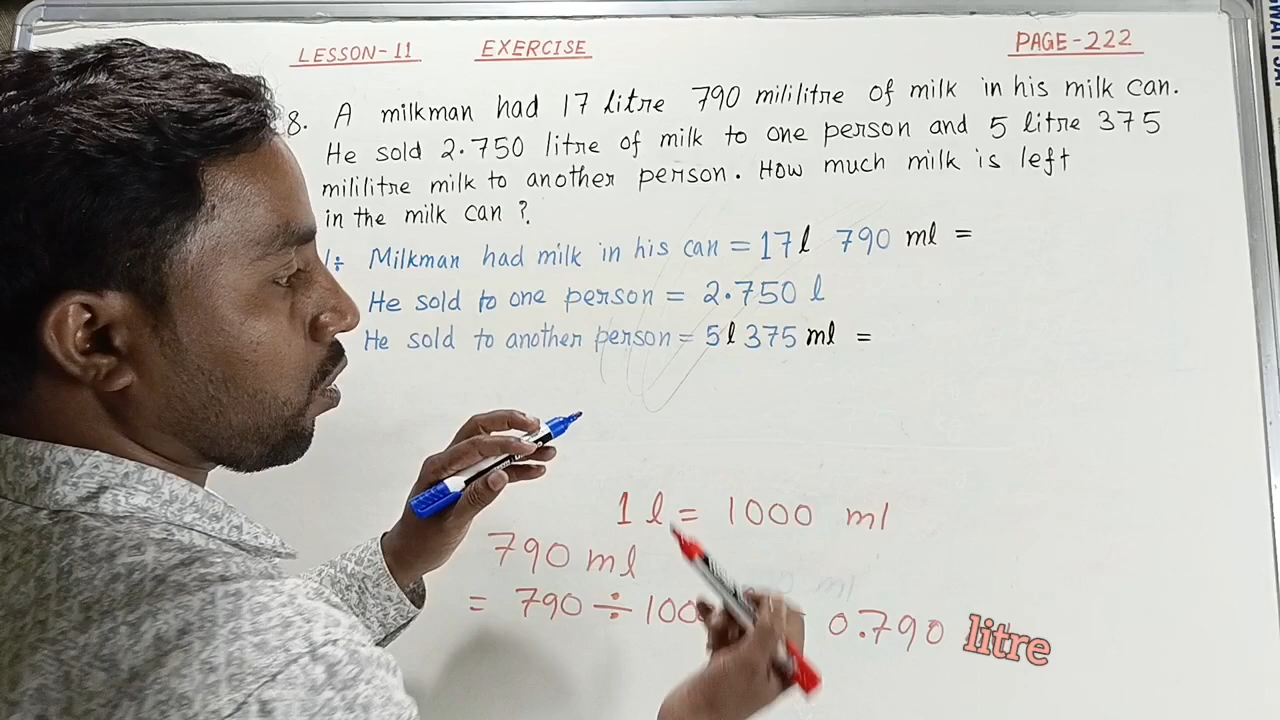 LESSON-11 EXERCISE PAGE-222
8. A milkman had 17 litre 790 mililitre of milk in his milk can.
He sold 2.750 litre of milk to one person and 5 litre 375
mililitre milk to another person. How much milk is left
in the milk can ?
÷ Milkman had milk in his can = 17l 790 ml =
He sold to one person = 2.750 l
He sold to another person = 5l 375 ml =
1 l = 1000 ml
790 ml
= 790 ÷ 100 0.790 litre